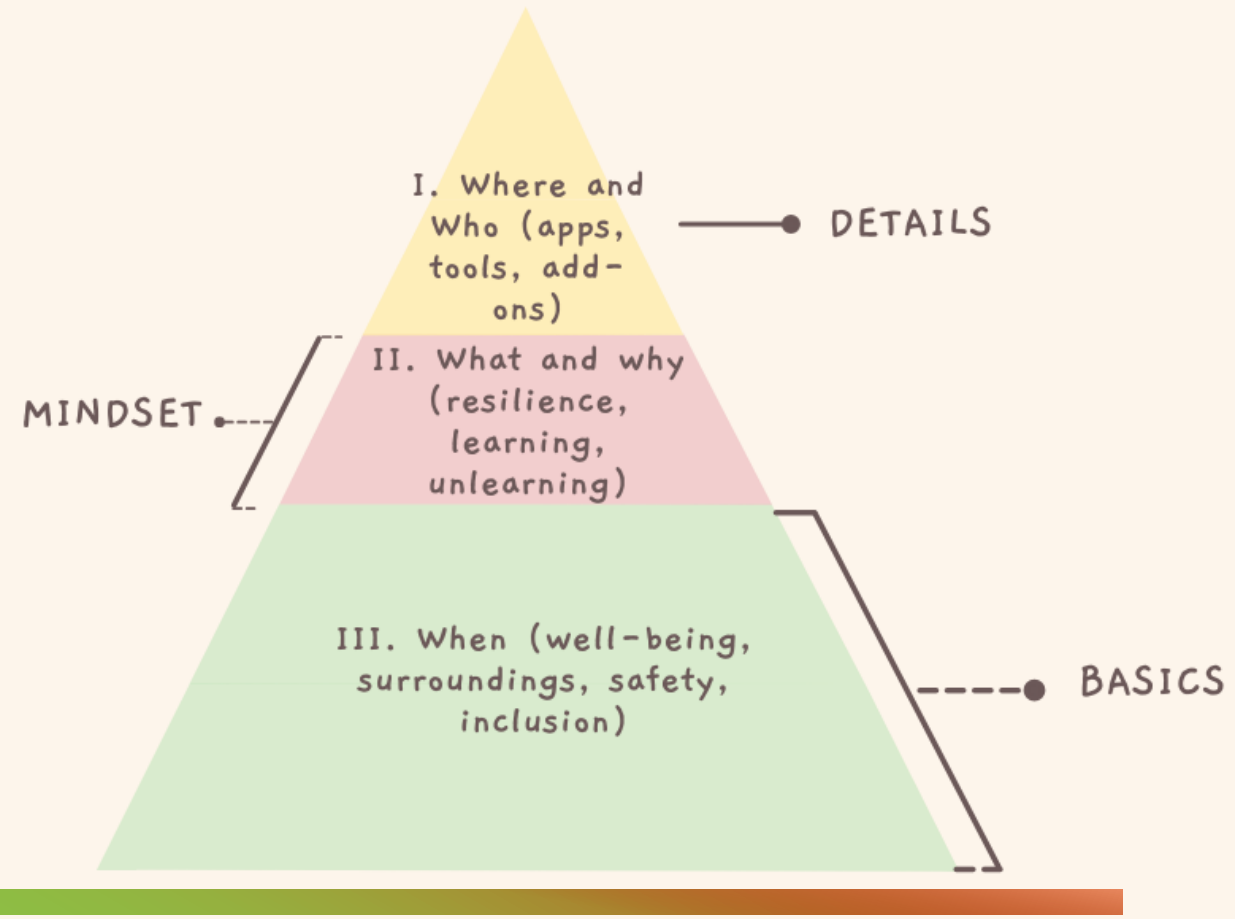 I. Where and
Who (apps,
tools, add-
ons)
DETAILS
II. What and why
(resilience,
learning,
unlearning)
MINDSET
III. When (well-being,
surroundings, safety,
inclusion)
BASICS